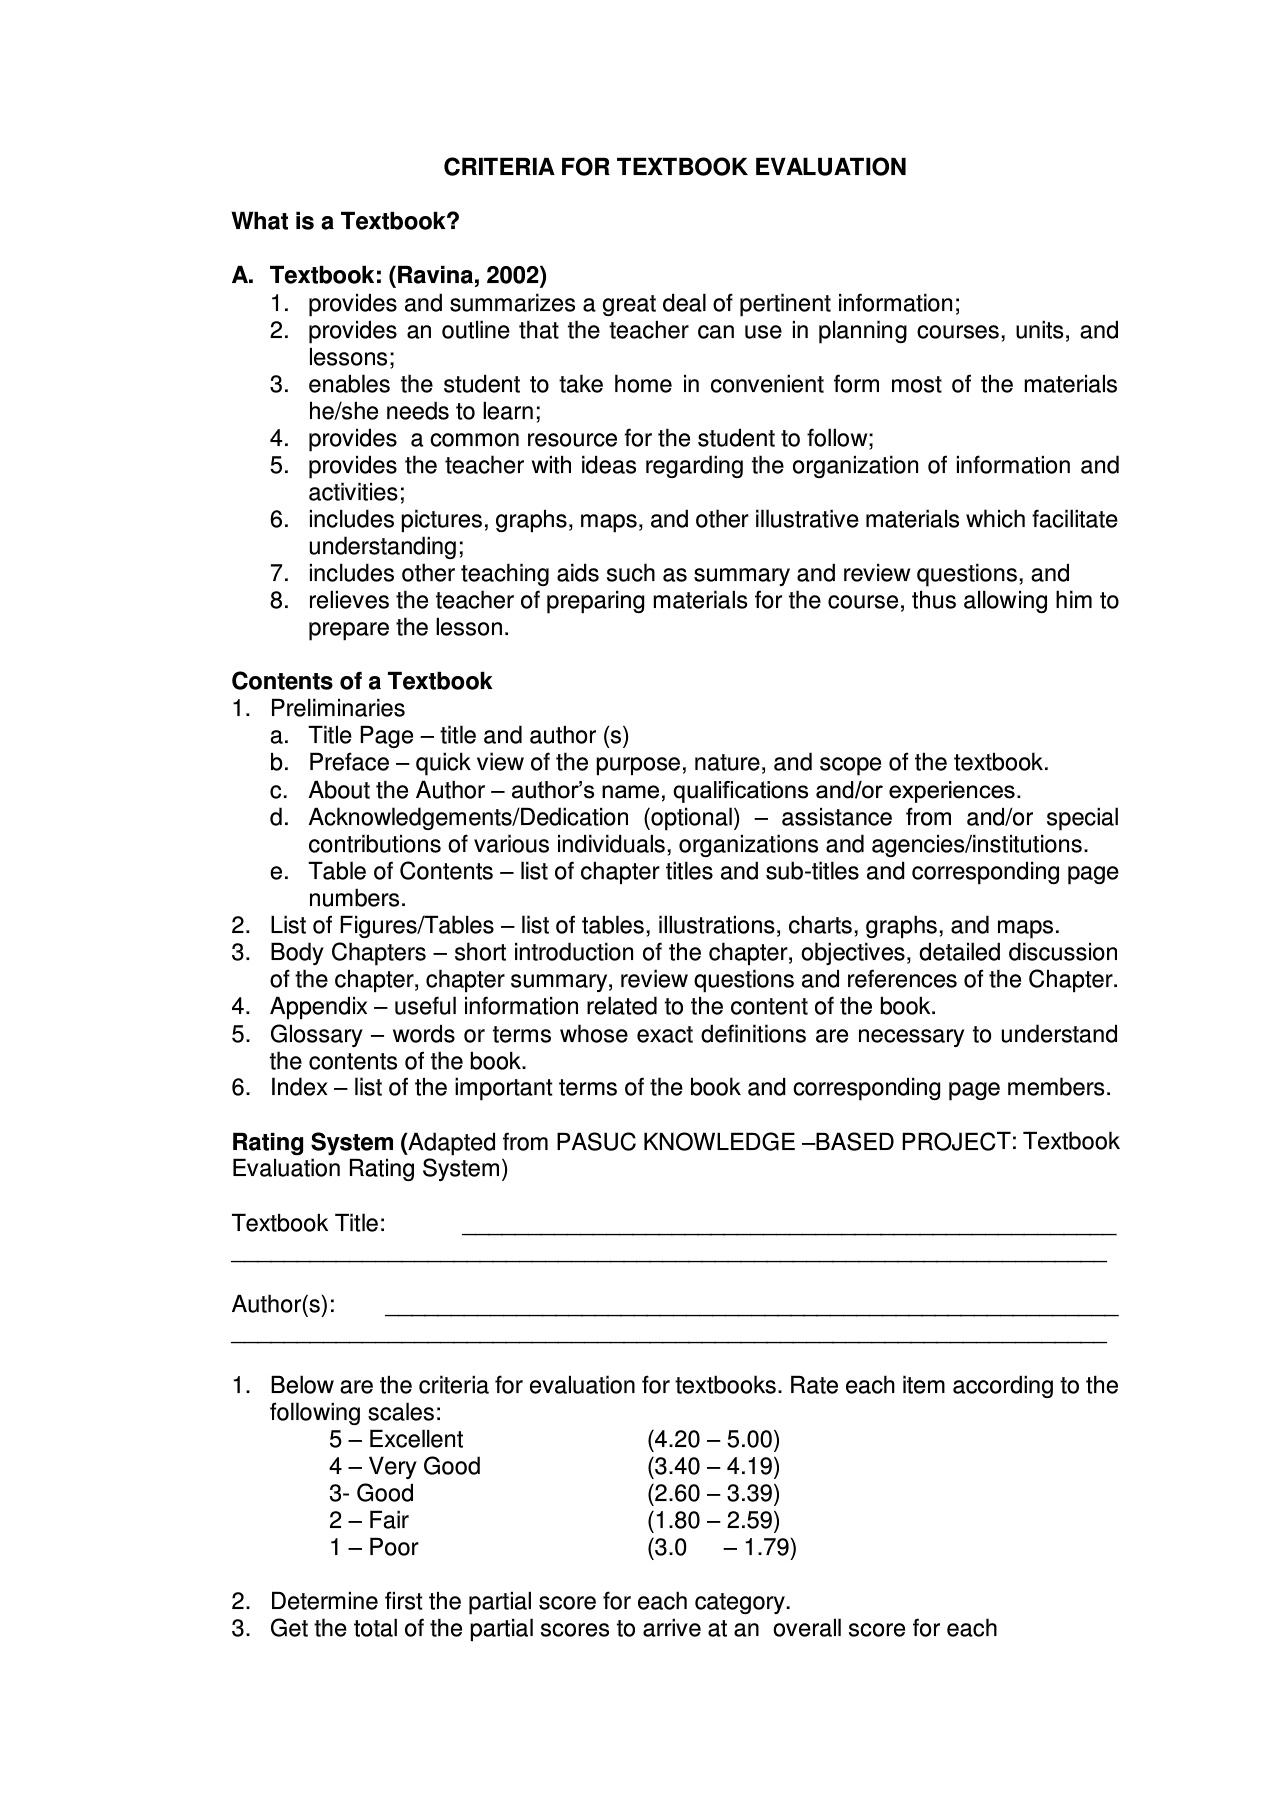 CRITERIA FOR TEXTBOOK EVALUATION
What is a Textbook?
A. Textbook: (Ravina, 2002)
1. provides and summarizes a great deal of pertinent information;
2. provides an outline that the teacher can use in planning courses, units, and
lessons;
3. enables the student to take home in convenient form most of the materials
he/she needs to learn;
4. provides a common resource for the student to follow;
5. provides the teacher with ideas regarding the organization of information and
activities;
6. includes pictures, graphs, maps, and other illustrative materials which facilitate
understanding;
7. includes other teaching aids such as summary and review questions, and
8. relieves the teacher of preparing materials for the course, thus allowing him to
prepare the lesson.
Contents of a Textbook
1. Preliminaries
a. Title Page – title and author (s)
b. Preface – quick view of the purpose, nature, and scope of the textbook.
c. About the Author – author’s name, qualifications and/or experiences.
d. Acknowledgements/Dedication (optional) – assistance from and/or special
contributions of various individuals, organizations and agencies/institutions.
e. Table of Contents – list of chapter titles and sub-titles and corresponding page
numbers.
2. List of Figures/Tables – list of tables, illustrations, charts, graphs, and maps.
3. Body Chapters – short introduction of the chapter, objectives, detailed discussion
of the chapter, chapter summary, review questions and references of the Chapter.
4. Appendix – useful information related to the content of the book.
5. Glossary – words or terms whose exact definitions are necessary to understand
the contents of the book.
6. Index – list of the important terms of the book and corresponding page members.
Rating System (Adapted from PASUC KNOWLEDGE –BASED PROJECT: Textbook
Evaluation Rating System)
Textbook Title: ____________________________________________________
______________________________________________________________________
Author(s): __________________________________________________________
______________________________________________________________________
1. Below are the criteria for evaluation for textbooks. Rate each item according to the
following scales:
5 – Excellent (4.20 – 5.00)
4 – Very Good (3.40 – 4.19)
3- Good (2.60 – 3.39)
2 – Fair (1.80 – 2.59)
1 – Poor (3.0 – 1.79)
2. Determine first the partial score for each category.
3. Get the total of the partial scores to arrive at an overall score for each